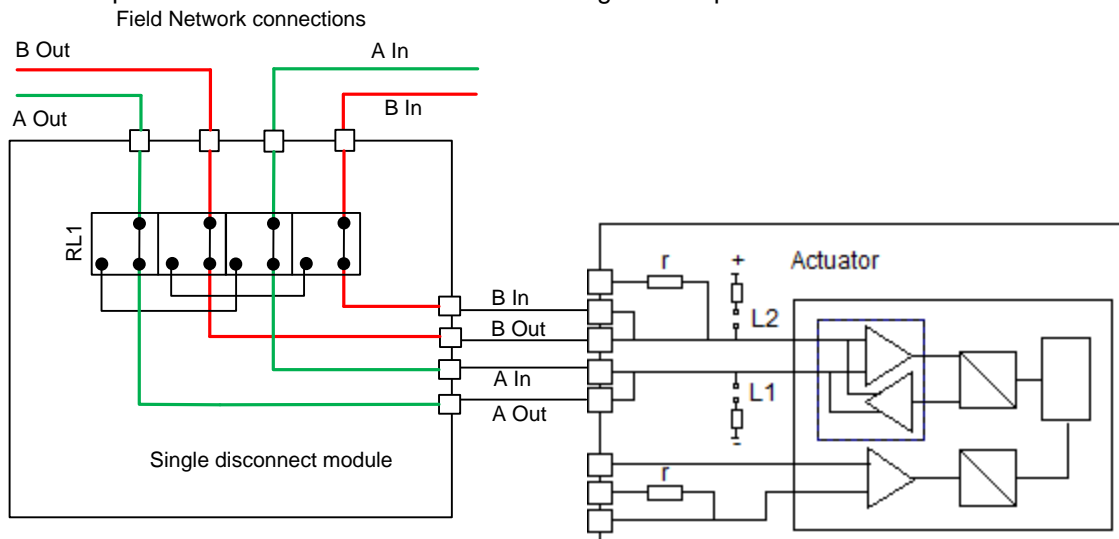 Field Network connections
B Out
A In
A Out
B In
RL1
r
+
Actuator
B In
L2
B Out
A In
L1
A Out
-
Single disconnect module
r